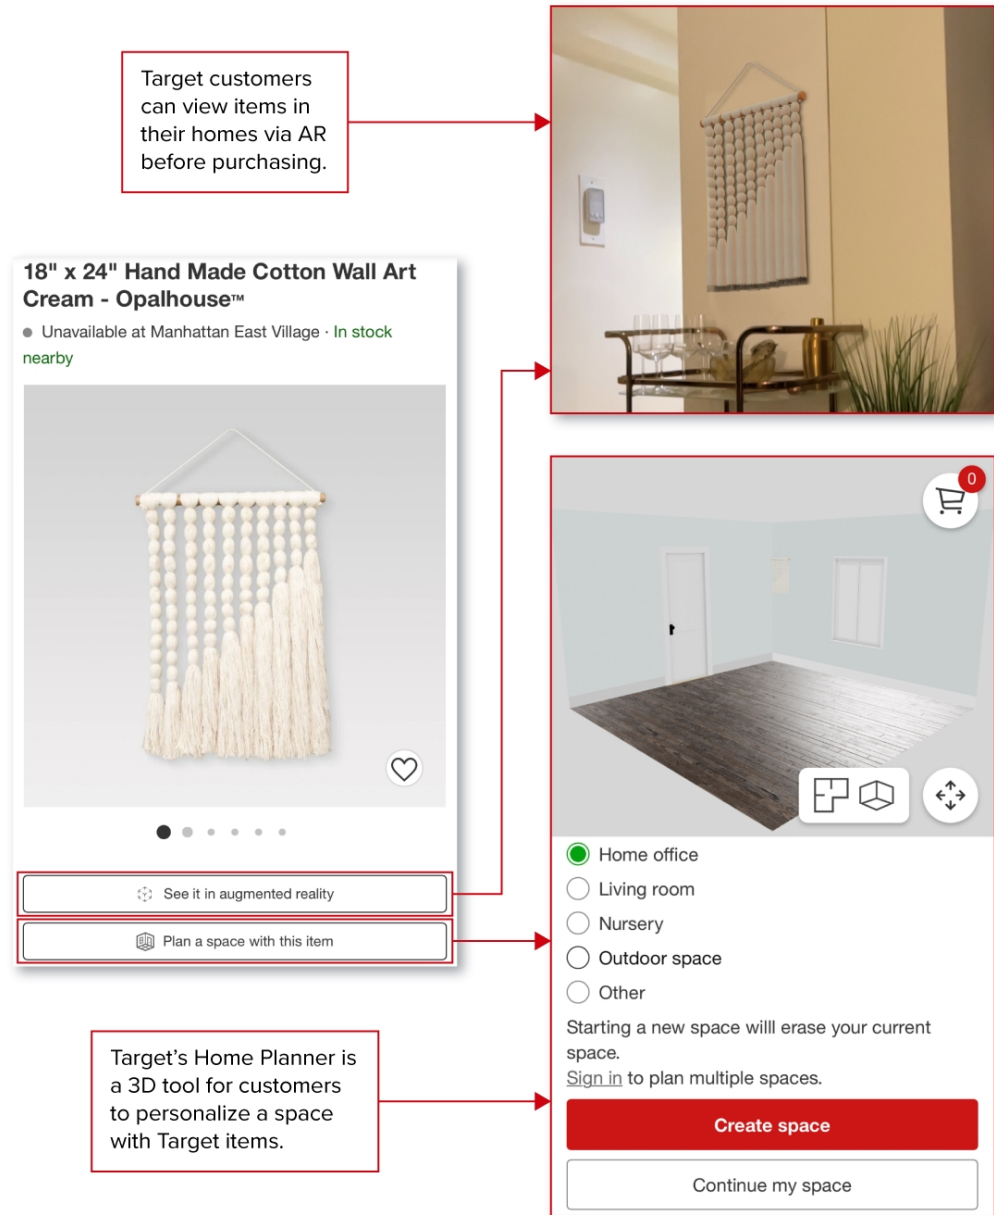 Target customers
can view items in
their homes via AR
before purchasing.
18" x 24" Hand Made Cotton Wall Art
Cream - Opalhouse™
Unavailable at Manhattan East Village · In stock
nearby
See it in augmented reality
Plan a space with this item
Target's Home Planner is
a 3D tool for customers
to personalize a space
with Target items.
0
Home office
Living room
Nursery
Outdoor space
Other
Starting a new space willl erase your current
space.
Sign in to plan multiple spaces.
Create space
Continue my space